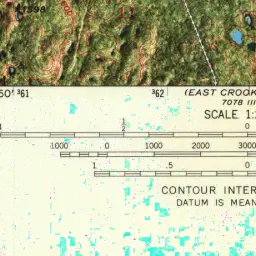 1398
50' 361 362 (EAST CROOK
7078 III
SCALE 1:
1 1/2 0
1000 0 1000 2000 3000
1 .5 0
CONTOUR INTER
DATUM IS MEAN